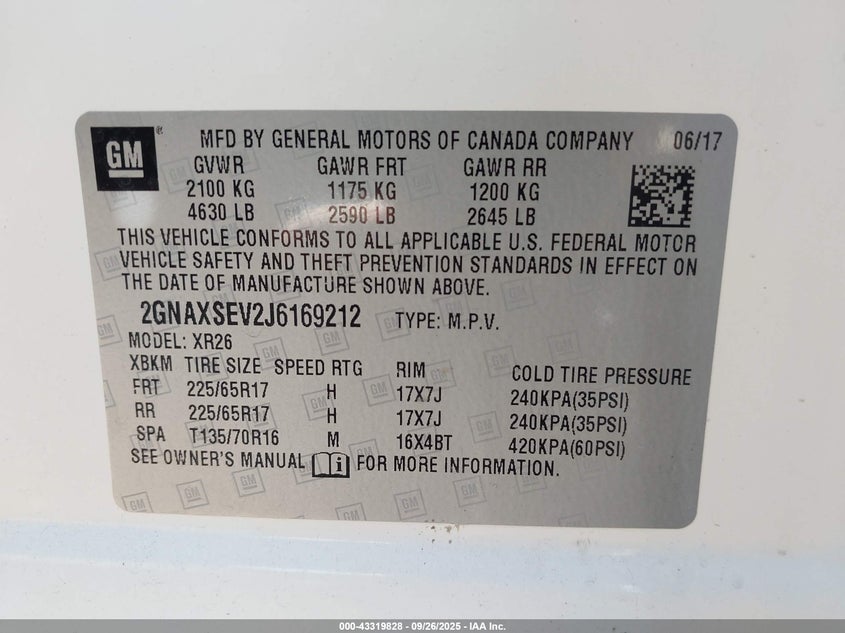 GM ® MFD BY GENERAL MOTORS OF CANADA COMPANY 06/17
GVWR GAWR FRT GAWR RR
2100 KG 1175 KG 1200 KG
4630 LB 2590 LB 2645 LB
THIS VEHICLE CONFORMS TO ALL APPLICABLE U.S. FEDERAL MOTOR
VEHICLE SAFETY AND THEFT PREVENTION STANDARDS IN EFFECT ON
THE DATE OF MANUFACTURE SHOWN ABOVE.
2GNAXSEV2J6169212 TYPE: M.P.V.
MODEL: XR26
XBKM TIRE SIZE SPEED RTG RIM COLD TIRE PRESSURE
FRT 225/65R17 H 17X7J 240KPA(35PSI)
RR 225/65R17 H 17X7J 240KPA(35PSI)
SPA T135/70R16 M 16X4BT 420KPA(60PSI)
SEE OWNER'S MANUAL i FOR MORE INFORMATION.
000-43319828 - 09/26/2025 - IAA Inc.